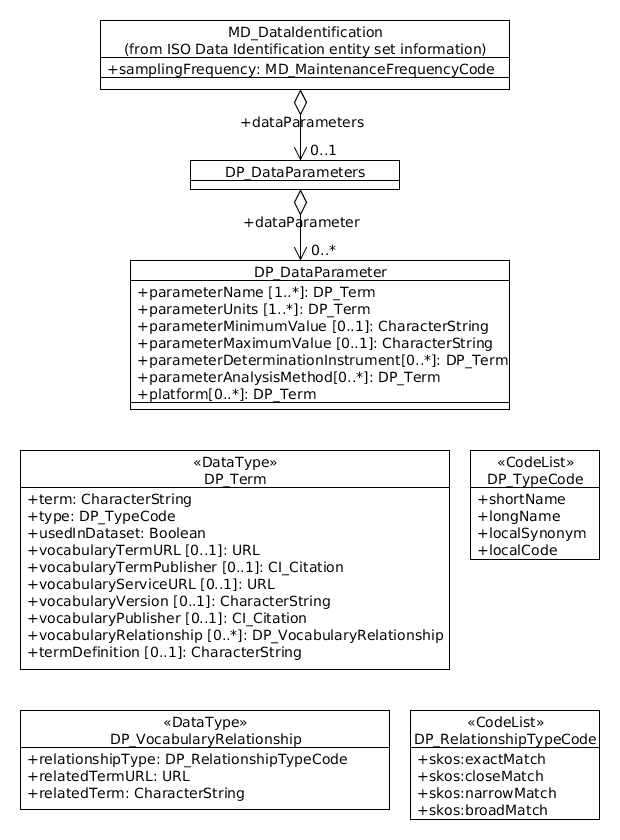 MD_DataIdentification
(from ISO Data Identification entity set information)
+samplingFrequency: MD_MaintenanceFrequencyCode
+dataParameters
0..1
DP_DataParameters
+dataParameter
0..*
DP_DataParameter
+parameterName [1..*]: DP_Term
+parameterUnits [1..*]: DP_Term
+parameterMinimumValue [0..1]: CharacterString
+parameterMaximumValue [0..1]: CharacterString
+parameterDeterminationInstrument[0..*]: DP_Term
+parameterAnalysisMethod[0..*]: DP_Term
+platform[0..*]: DP_Term
«DataType»
DP_Term
+term: CharacterString
+type: DP_TypeCode
+usedInDataset: Boolean
+vocabularyTermURL [0..1]: URL
+vocabularyTermPublisher [0..1]: CI_Citation
+vocabularyServiceURL [0..1]: URL
+vocabularyVersion [0..1]: CharacterString
+vocabularyPublisher [0..1]: CI_Citation
+vocabularyRelationship [0..*]: DP_VocabularyRelationship
+termDefinition [0..1]: CharacterString
«CodeList»
DP_TypeCode
+shortName
+longName
+localSynonym
+localCode
«DataType»
DP_VocabularyRelationship
+relationshipType: DP_RelationshipTypeCode
+relatedTermURL: URL
+relatedTerm: CharacterString
«CodeList»
DP_RelationshipTypeCode
+skos:exactMatch
+skos:closeMatch
+skos:narrowMatch
+skos:broadMatch